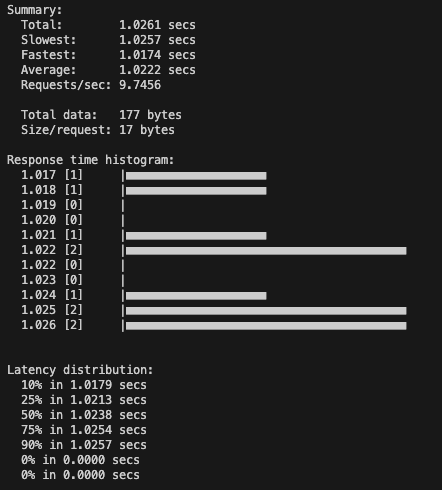 Summary:
  Total:        1.0261 secs
  Slowest:      1.0257 secs
  Fastest:      1.0174 secs
  Average:      1.0222 secs
  Requests/sec: 9.7456

  Total data:   177 bytes
  Size/request: 17 bytes

Response time histogram:
  1.017 [1]     |
  1.018 [1]     |
  1.019 [0]     |
  1.020 [0]     |
  1.021 [1]     |
  1.022 [2]     |
  1.022 [0]     |
  1.023 [0]     |
  1.024 [1]     |
  1.025 [2]     |
  1.026 [2]     |

Latency distribution:
  10% in 1.0179 secs
  25% in 1.0213 secs
  50% in 1.0238 secs
  75% in 1.0254 secs
  90% in 1.0257 secs
  0% in 0.0000 secs
  0% in 0.0000 secs